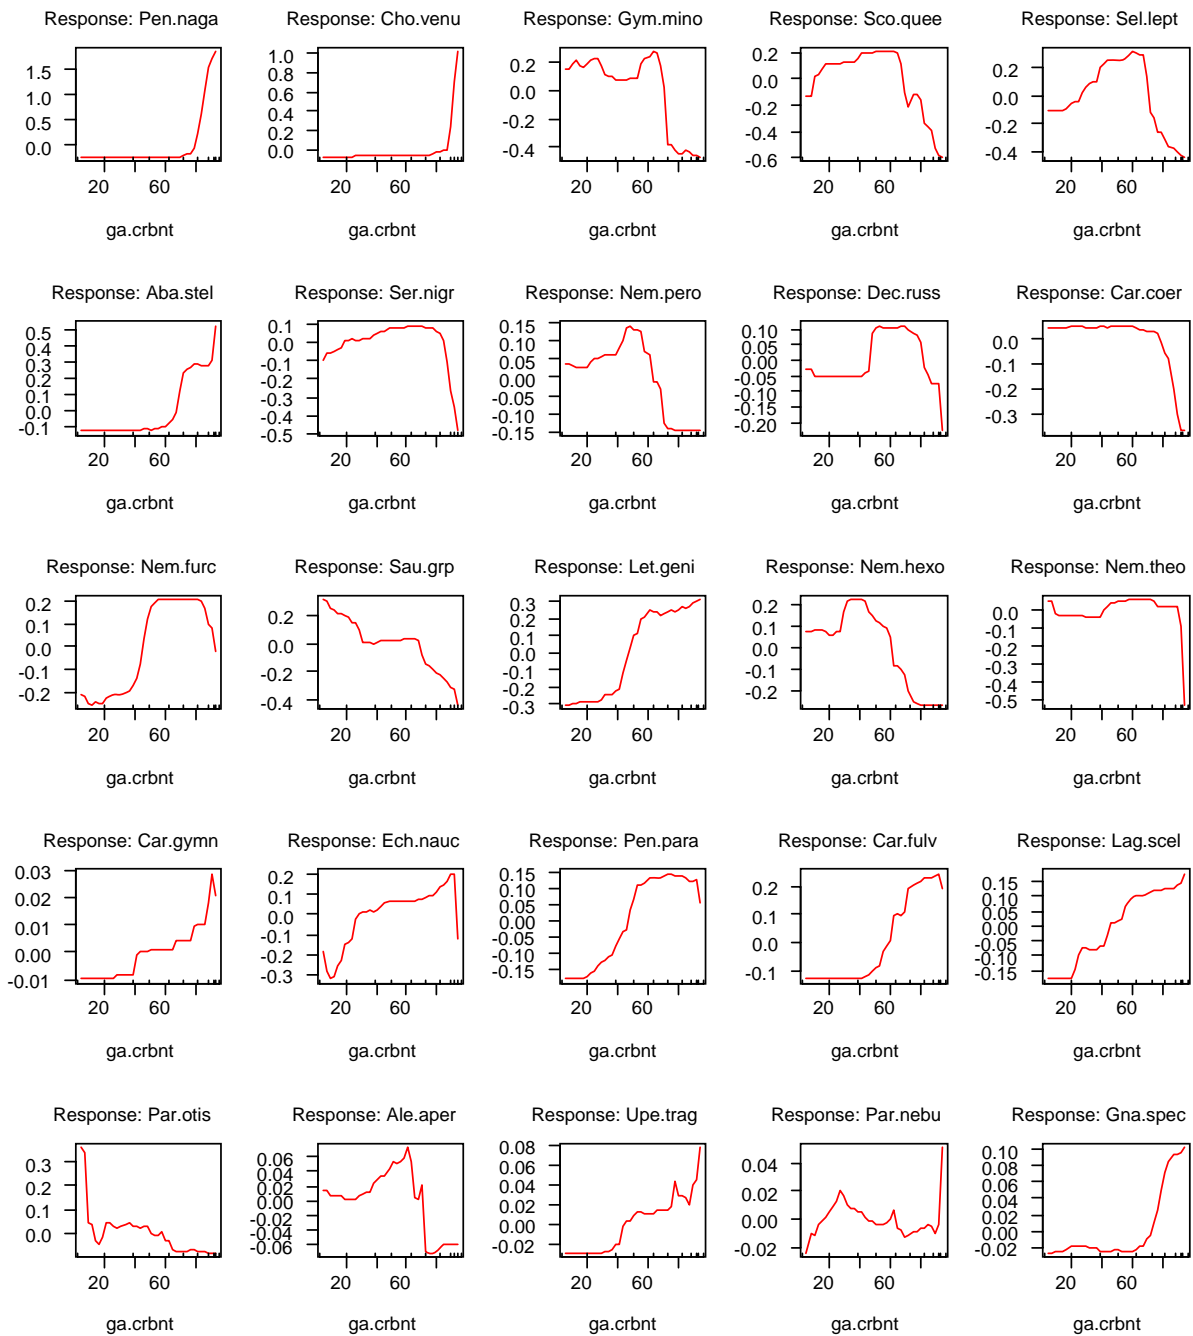 Response: Pen.naga Response: Cho.venu Response: Gym.mino Response: Sco.quee Response: Sel.lept
1.5 1.0 0.5 0.0 20 60
1.0 0.8 0.6 0.4 0.2 0.0 20 60
0.2 0.0 -0.2 -0.4 20 60
0.2 0.0 -0.2 -0.4 -0.6 20 60
0.2 0.0 -0.2 -0.4 20 60
ga.crbnt ga.crbnt ga.crbnt ga.crbnt ga.crbnt
Response: Aba.stel Response: Ser.nigr Response: Nem.pero Response: Dec.russ Response: Car.coer
0.5 0.4 0.3 0.2 0.1 0.0 -0.1 20 60
0.1 0.0 -0.1 -0.2 -0.3 -0.4 -0.5 20 60
0.15 0.10 0.05 0.00 -0.05 -0.10 -0.15 20 60
0.10 0.05 0.00 -0.05 -0.10 -0.15 -0.20 20 60
0.0 -0.1 -0.2 -0.3 20 60
ga.crbnt ga.crbnt ga.crbnt ga.crbnt ga.crbnt
Response: Nem.furc Response: Sau.grp Response: Let.geni Response: Nem.hexo Response: Nem.theo
0.2 0.1 0.0 -0.1 -0.2 20 60
0.2 0.0 -0.2 -0.4 20 60
0.3 0.2 0.1 0.0 -0.1 -0.2 -0.3 20 60
0.2 0.1 0.0 -0.1 -0.2 20 60
0.0 -0.1 -0.2 -0.3 -0.4 -0.5 20 60
ga.crbnt ga.crbnt ga.crbnt ga.crbnt ga.crbnt
Response: Car.gymn Response: Ech.nauc Response: Pen.para Response: Car.fulv Response: Lag.scel
0.03 0.02 0.01 0.00 -0.01 20 60
0.2 0.1 0.0 -0.1 -0.2 -0.3 20 60
0.15 0.10 0.05 0.00 -0.05 -0.10 -0.15 20 60
0.2 0.1 0.0 -0.1 20 60
0.15 0.10 0.05 0.00 -0.05 -0.10 -0.15 20 60
ga.crbnt ga.crbnt ga.crbnt ga.crbnt ga.crbnt
Response: Par.otis Response: Ale.aper Response: Upe.trag Response: Par.nebu Response: Gna.spec
0.3 0.2 0.1 0.0 20 60
0.06 0.04 0.02 0.00 -0.02 -0.04 -0.06 20 60
0.08 0.06 0.04 0.02 0.00 -0.02 20 60
0.04 0.02 0.00 -0.02 20 60
0.10 0.08 0.06 0.04 0.02 0.00 -0.02 20 60
ga.crbnt ga.crbnt ga.crbnt ga.crbnt ga.crbnt